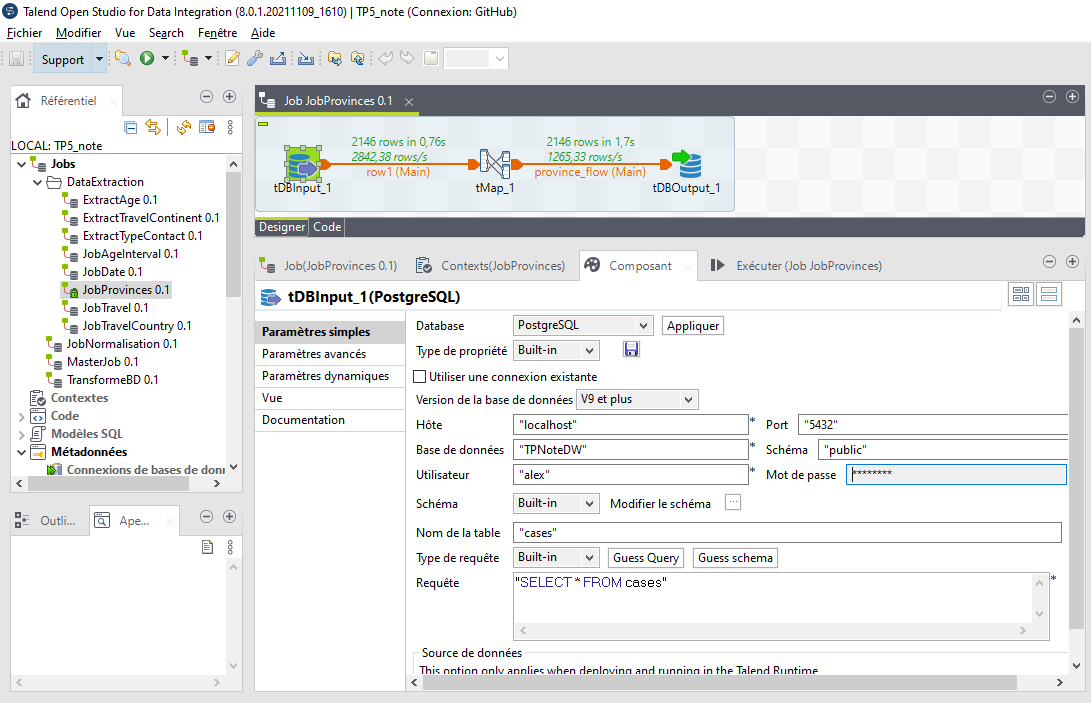 Talend Open Studio for Data Integration (8.0.1.20211109_1610) | TP5_note (Connexion: GitHub)
Fichier Modifier Vue Search Fenêtre Aide
Support
Référentiel
LOCAL: TP5_note
Jobs
DataExtraction
ExtractAge 0.1
ExtractTravelContinent 0.1
ExtractTypeContact 0.1
JobAgeInterval 0.1
JobDate 0.1
JobProvinces 0.1
JobTravel 0.1
JobTravelCountry 0.1
JobNormalisation 0.1
MasterJob 0.1
TransformeBD 0.1
Contextes
Code
Modèles SQL
Métadonnées
Connexions de bases de donn
Outli...
Ape...
Job JobProvinces 0.1
2146 rows in 0,76s
2842,38 rows/s
row1 (Main)
2146 rows in 1,7s
1265,33 rows/s
province_flow (Main)
tDBInput_1
tMap_1
tDBOutput_1
Designer
Code
Job(JobProvinces 0.1)
Contexts(JobProvinces)
Composant
Exécuter (Job JobProvinces)
tDBInput_1(PostgreSQL)
Paramètres simples
Paramètres avancés
Paramètres dynamiques
Vue
Documentation
Database PostgreSQL Appliquer
Type de propriété Built-in
Utiliser une connexion existante
Version de la base de données V9 et plus
Hôte "localhost" * Port "5432"
Base de données "TPNoteDW" * Schéma "public"
Utilisateur "alex" * Mot de passe ********
Schéma Built-in Modifier le schéma ...
Nom de la table "cases"
Type de requête Built-in Guess Query Guess schema
Requête "SELECT * FROM cases" *
Source de données
This option only applies when deploying and running in the Talend Runtime